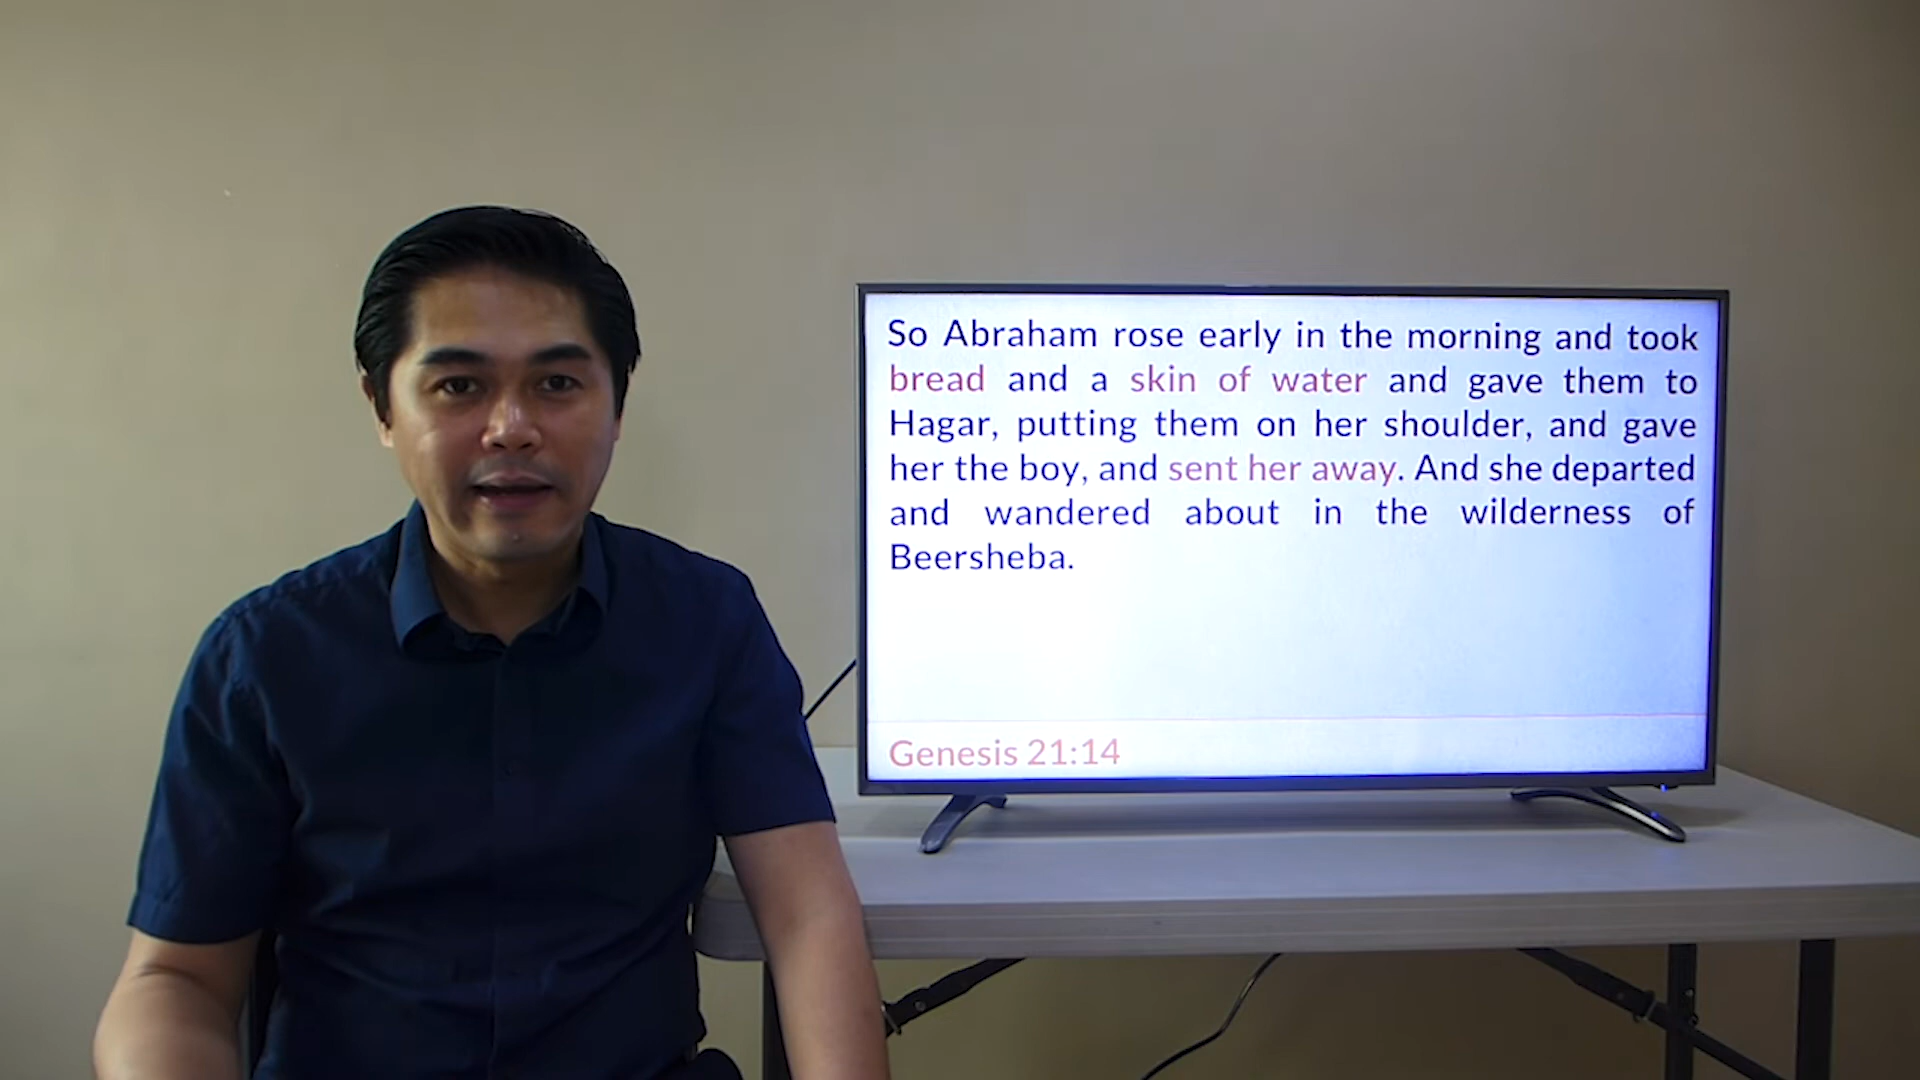 So Abraham rose early in the morning and took
bread and a skin of water and gave them to
Hagar, putting them on her shoulder, and gave
her the boy, and sent her away. And she departed
and wandered about in the wilderness of
Beersheba.
Genesis 21:14